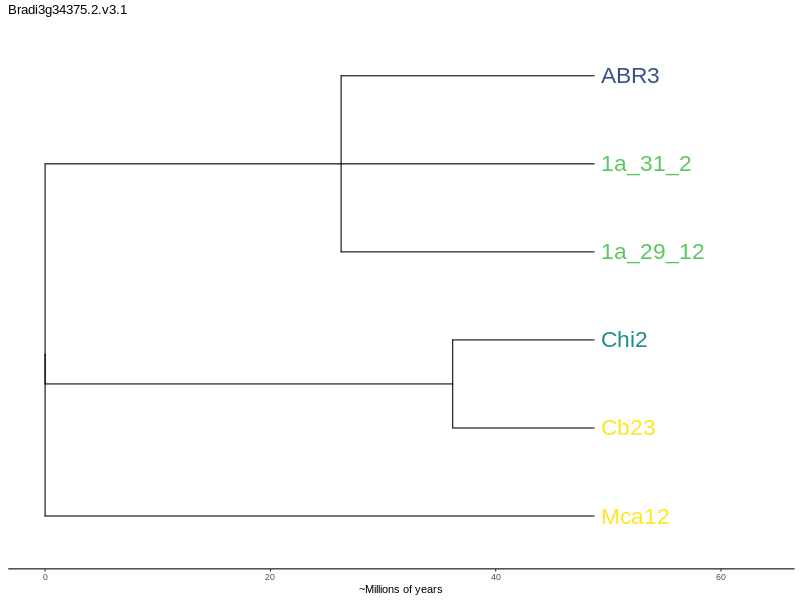 Bradi3g34375.2.v3.1
ABR3
1a_31_2
1a_29_12
Chi2
Cb23
Mca12
0 20 40 60
~Millions of years